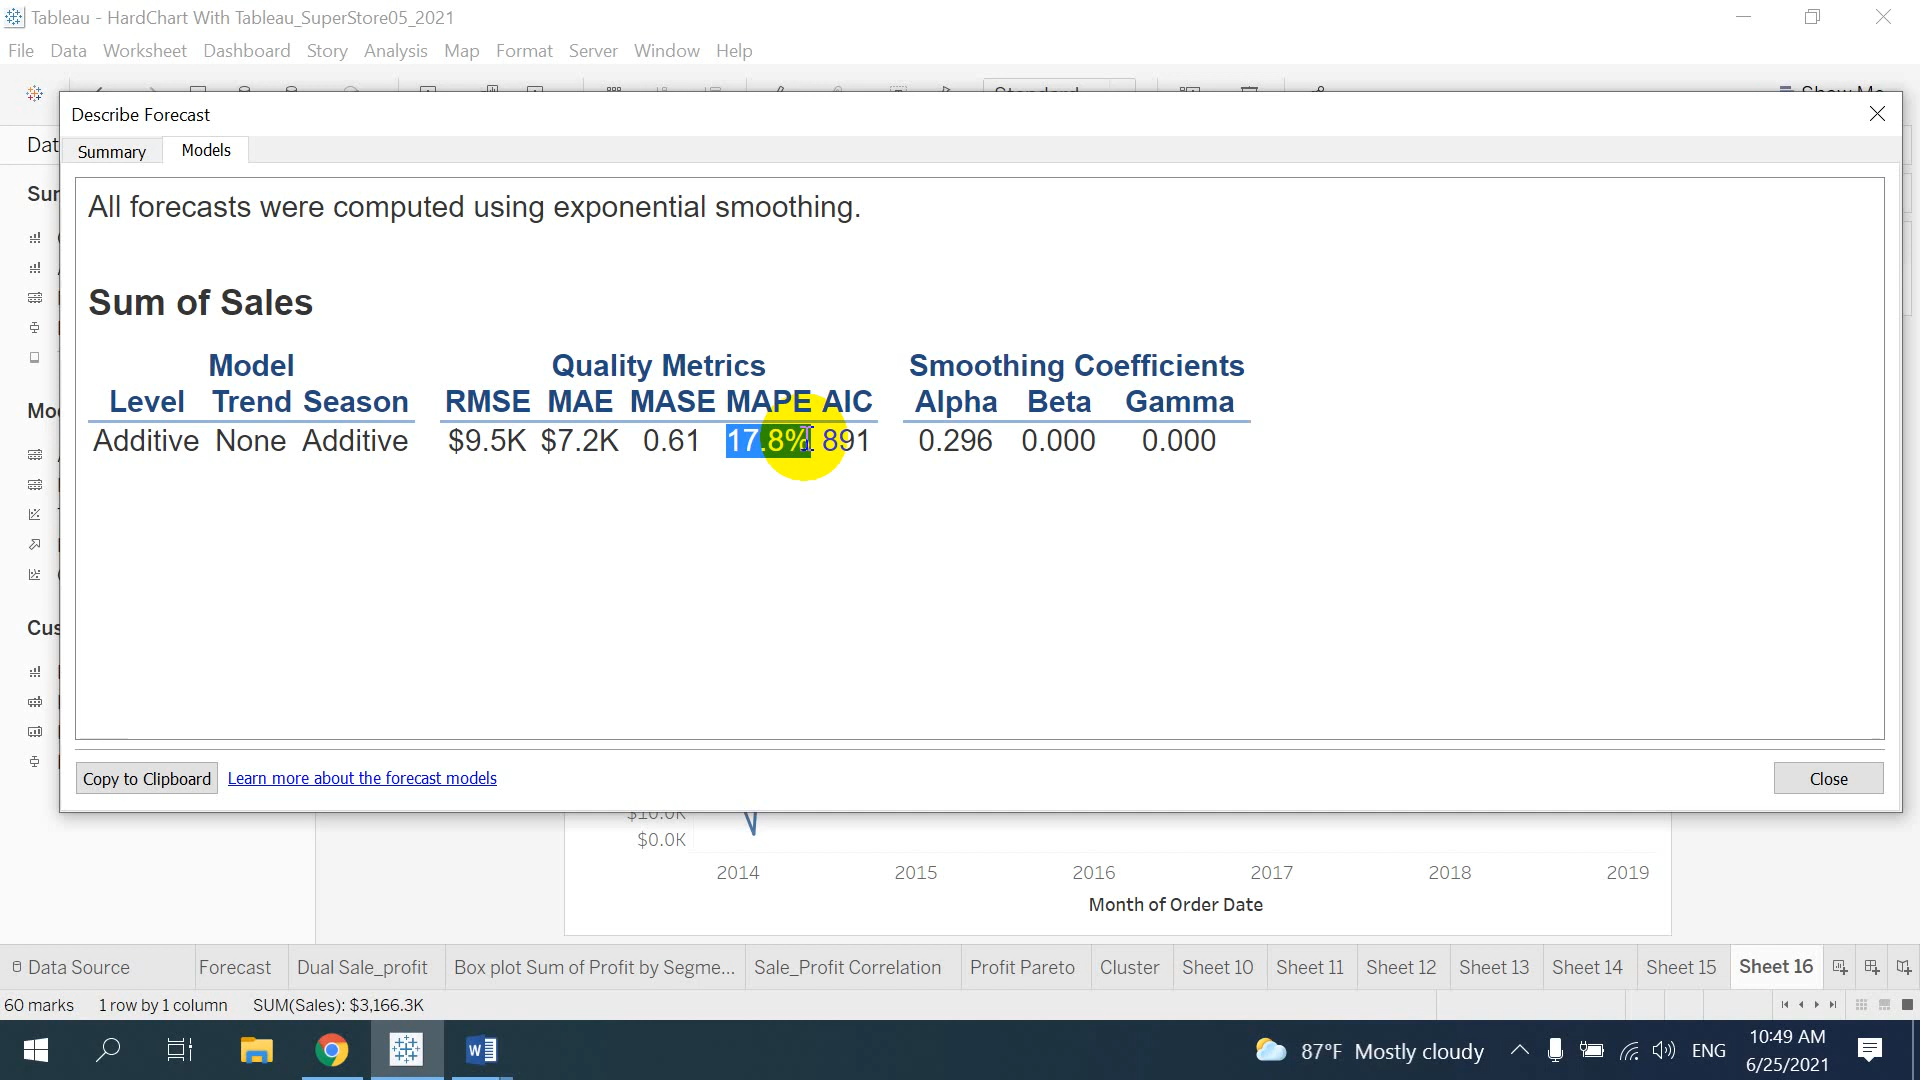 Tableau - HardChart With Tableau_SuperStore05_2021
File Data Worksheet Dashboard Story Analysis Map Format Server Window Help
Describe Forecast
Summary Models
All forecasts were computed using exponential smoothing.
Sum of Sales
Model Quality Metrics Smoothing Coefficients
Level Trend Season RMSE MAE MASE MAPE AIC Alpha Beta Gamma
Additive None Additive $9.5K $7.2K 0.61 17.8% 891 0.296 0.000 0.000
Copy to Clipboard Learn more about the forecast models Close
$0.0K
2014 2015 2016 2017 2018 2019
Month of Order Date
Data Source Forecast Dual Sale_profit Box plot Sum of Profit by Segme... Sale_Profit Correlation Profit Pareto Cluster Sheet 10 Sheet 11 Sheet 12 Sheet 13 Sheet 14 Sheet 15 Sheet 16
60 marks 1 row by 1 column SUM(Sales): $3,166.3K
87°F Mostly cloudy ENG 10:49 AM
6/25/2021